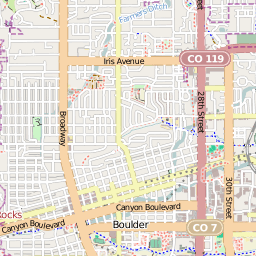 Farmers Ditch
Iris Avenue
CO 119
28th Street
Broadway
30th Street
Canyon Boulevard
ocks
Canyon Boulevard
Boulder
CO 7